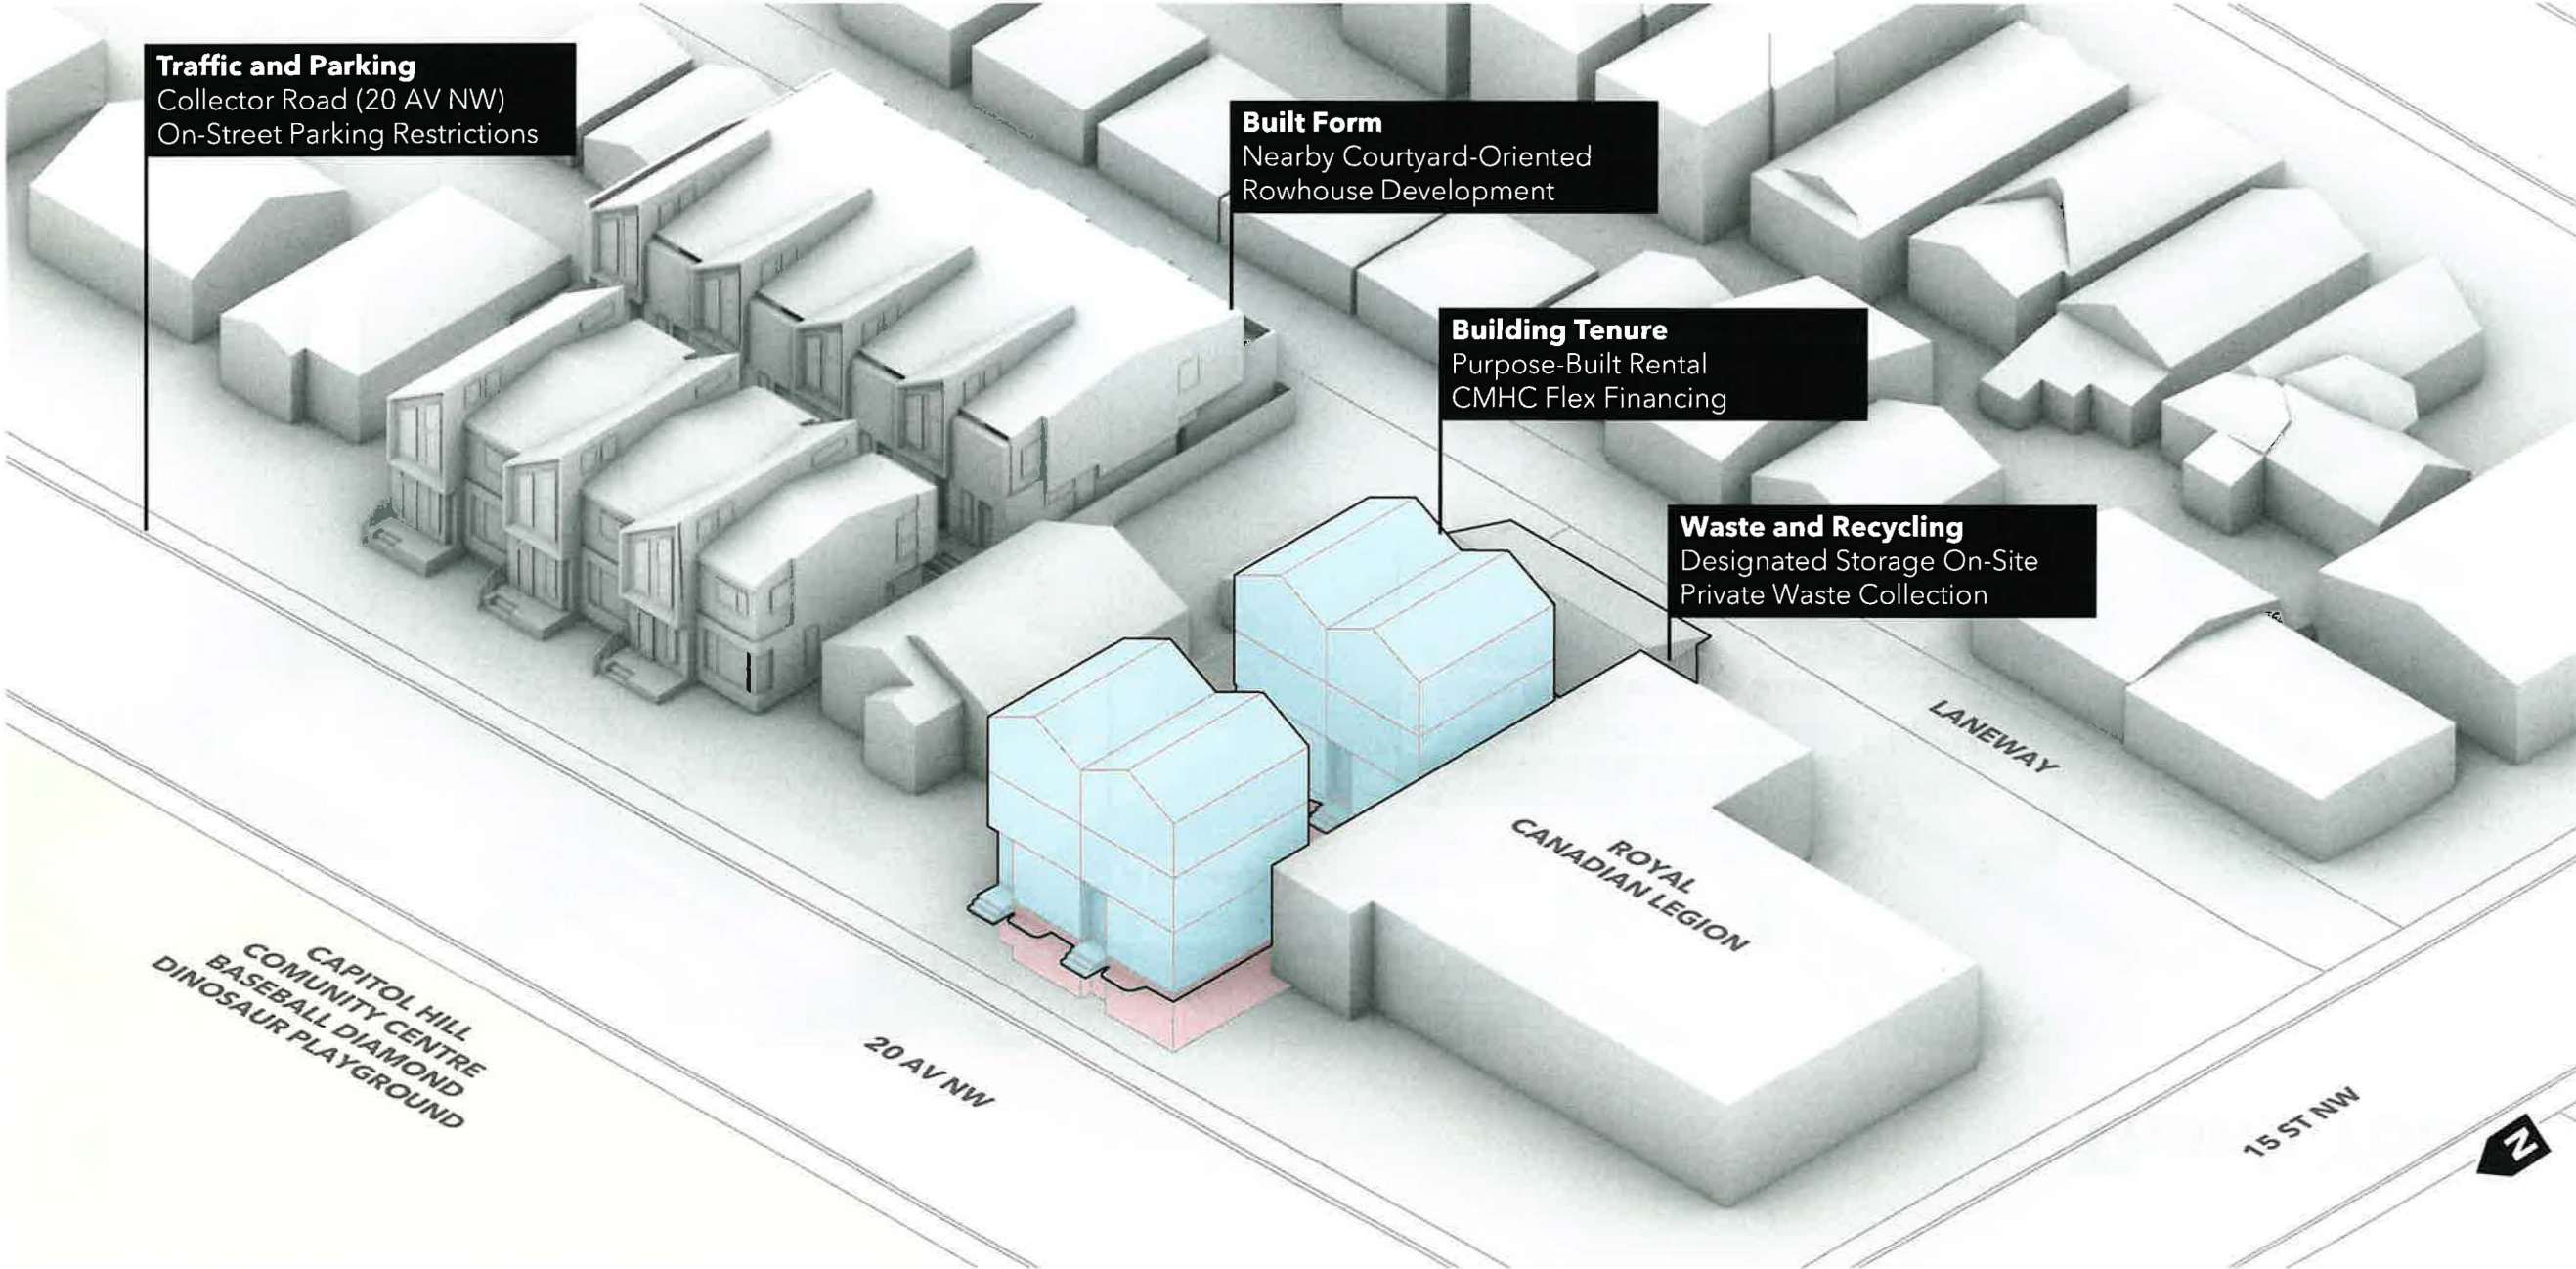 Traffic and Parking
Collector Road (20 AV NW)
On-Street Parking Restrictions
Built Form
Nearby Courtyard-Oriented
Rowhouse Development
Building Tenure
Purpose-Built Rental
CMHC Flex Financing
Waste and Recycling
Designated Storage On-Site
Private Waste Collection
LANEWAY
ROYAL
CANADIAN LEGION
CAPITOL HILL
COMUNITY CENTRE
BASEBALL DIAMOND
DINOSAUR PLAYGROUND
20 AV NW
15 ST NW
N